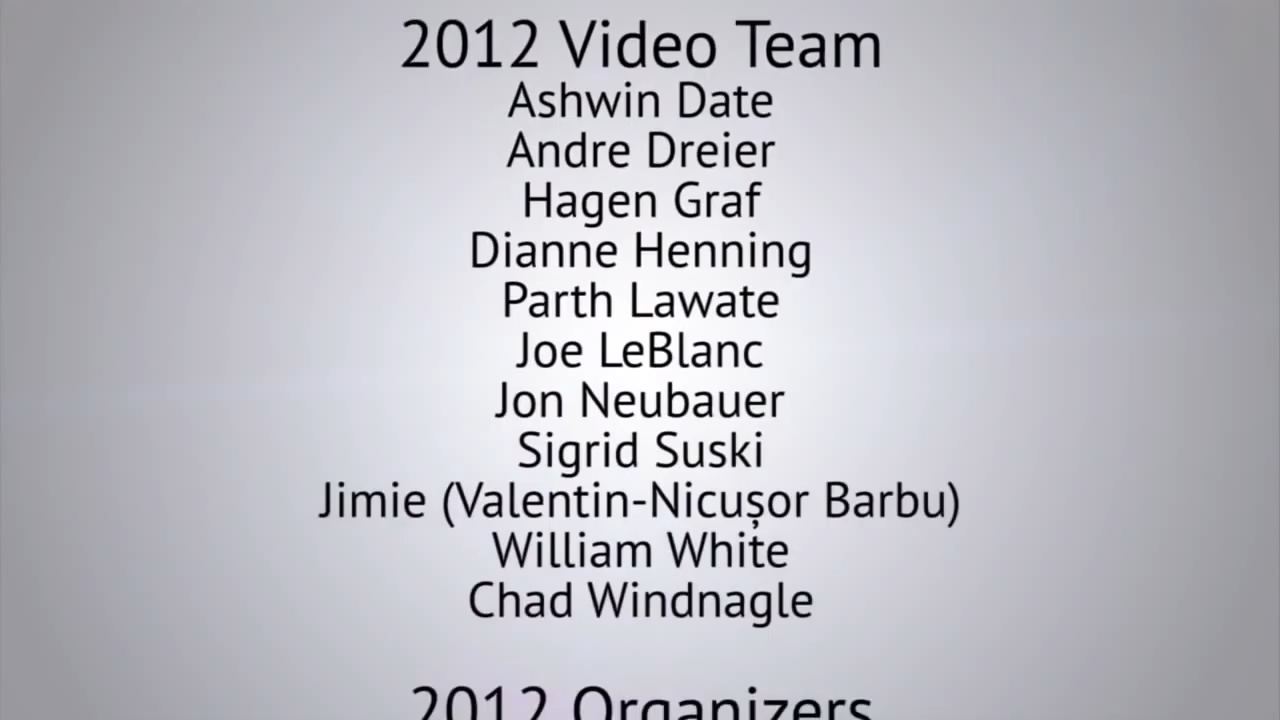 2012 Video Team
Ashwin Date
Andre Dreier
Hagen Graf
Dianne Henning
Parth Lawate
Joe LeBlanc
Jon Neubauer
Sigrid Suski
Jimie (Valentin-Nicușor Barbu)
William White
Chad Windnagle
2012 Organizers